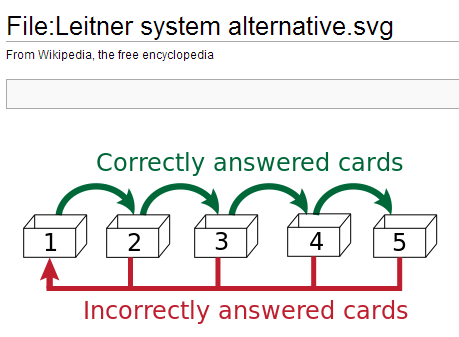 File:Leitner system alternative.svg
From Wikipedia, the free encyclopedia
Correctly answered cards
1 2 3 4 5
Incorrectly answered cards